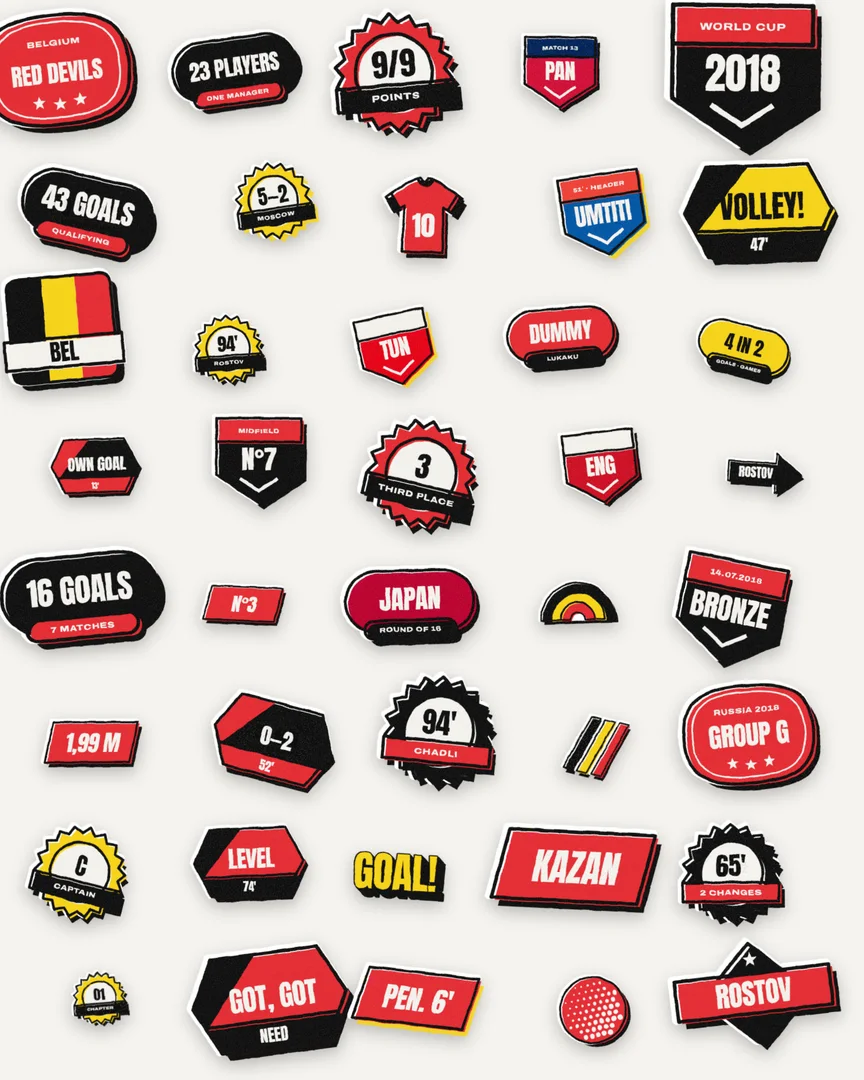 BELGIUM
RED DEVILS
23 PLAYERS
ONE MANAGER
9/9
POINTS
MATCH 13
PAN
WORLD CUP
2018
43 GOALS
QUALIFYING
5–2
MOSCOW
10
51' · HEADER
UMTITI
VOLLEY!
47'
BEL
94'
ROSTOV
TUN
DUMMY
LUKAKU
4 IN 2
GOALS · GAMES
OWN GOAL
12'
MIDFIELD
Nº7
3
THIRD PLACE
ENG
ROSTOV
16 GOALS
7 MATCHES
Nº3
JAPAN
ROUND OF 16
14.07.2018
BRONZE
1,99 M
0–2
52'
94'
CHADLI
RUSSIA 2018
GROUP G
C
CAPTAIN
LEVEL
74'
GOAL!
KAZAN
65'
2 CHANGES
01
CHAPTER
GOT, GOT
NEED
PEN. 6'
ROSTOV